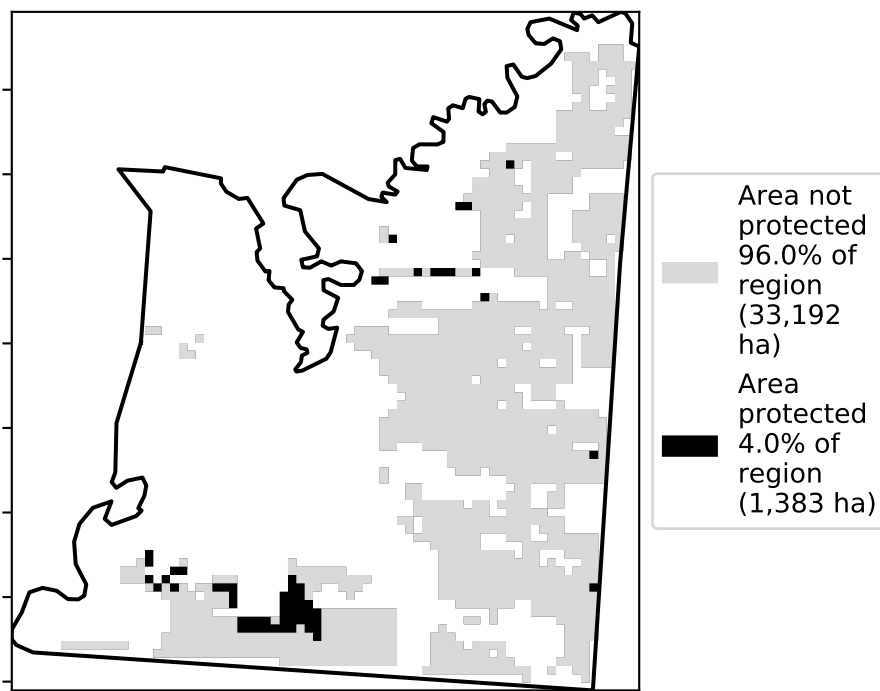 Area not
protected
96.0% of
region
(33,192
ha)
Area
protected
4.0% of
region
(1,383 ha)